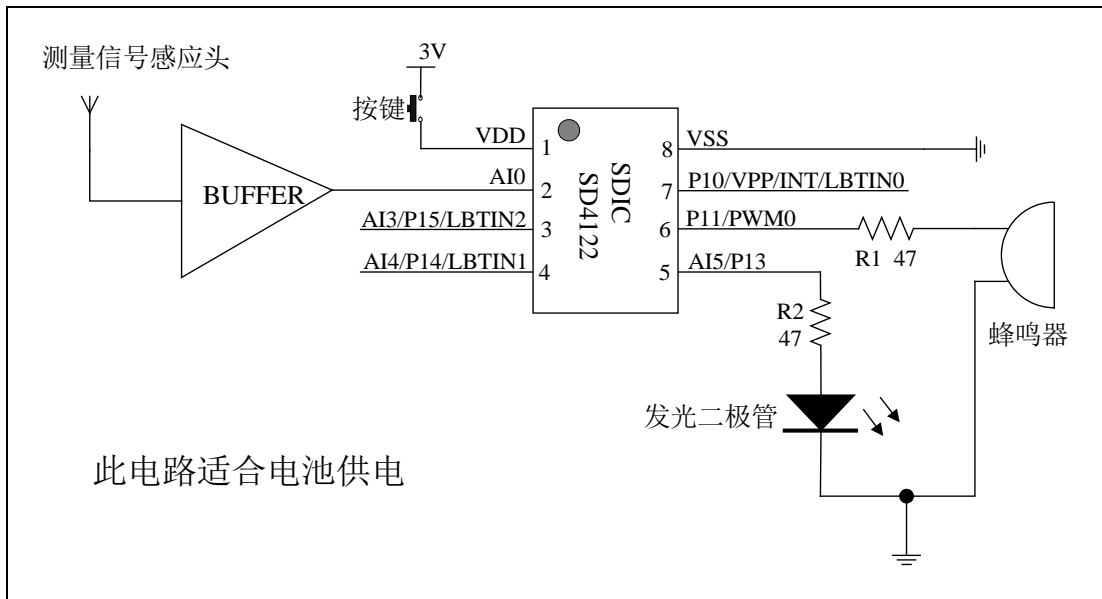 测量信号感应头
3V
按键
VDD
1
8
VSS
BUFFER
AI0
2
SDIC
SD4122
7
P10/VPP/INT/LBTIN0
AI3/P15/LBTIN2
3
6
P11/PWM0
R1 47
AI4/P14/LBTIN1
4
5
AI5/P13
R2
47
蜂鸣器
发光二极管
此电路适合电池供电